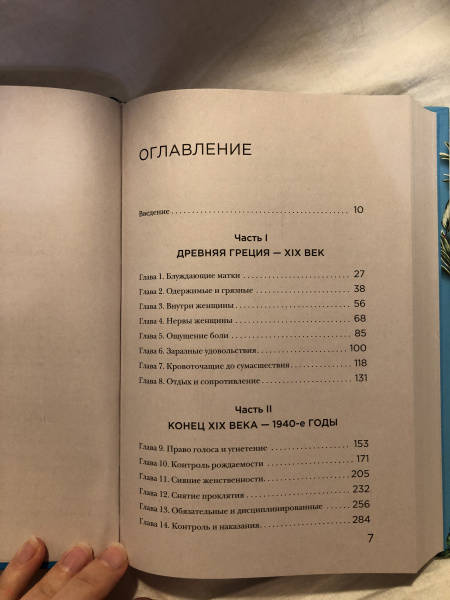 ОГЛАВЛЕНИЕ
Введение 10
Часть I
ДРЕВНЯЯ ГРЕЦИЯ — XIX ВЕК
Глава 1. Блуждающие матки 27
Глава 2. Одержимые и грязные 38
Глава 3. Внутри женщины 56
Глава 4. Нервы женщины 68
Глава 5. Ощущение боли 85
Глава 6. Заразные удовольствия 100
Глава 7. Кровоточащие до сумасшествия 118
Глава 8. Отдых и сопротивление 131
Часть II
КОНЕЦ XIX ВЕКА — 1940-е ГОДЫ
Глава 9. Право голоса и угнетение 153
Глава 10. Контроль рождаемости 171
Глава 11. Сияние женственности 205
Глава 12. Снятие проклятия 232
Глава 13. Обязательные и дисциплинированные 256
Глава 14. Контроль и наказания 284
7